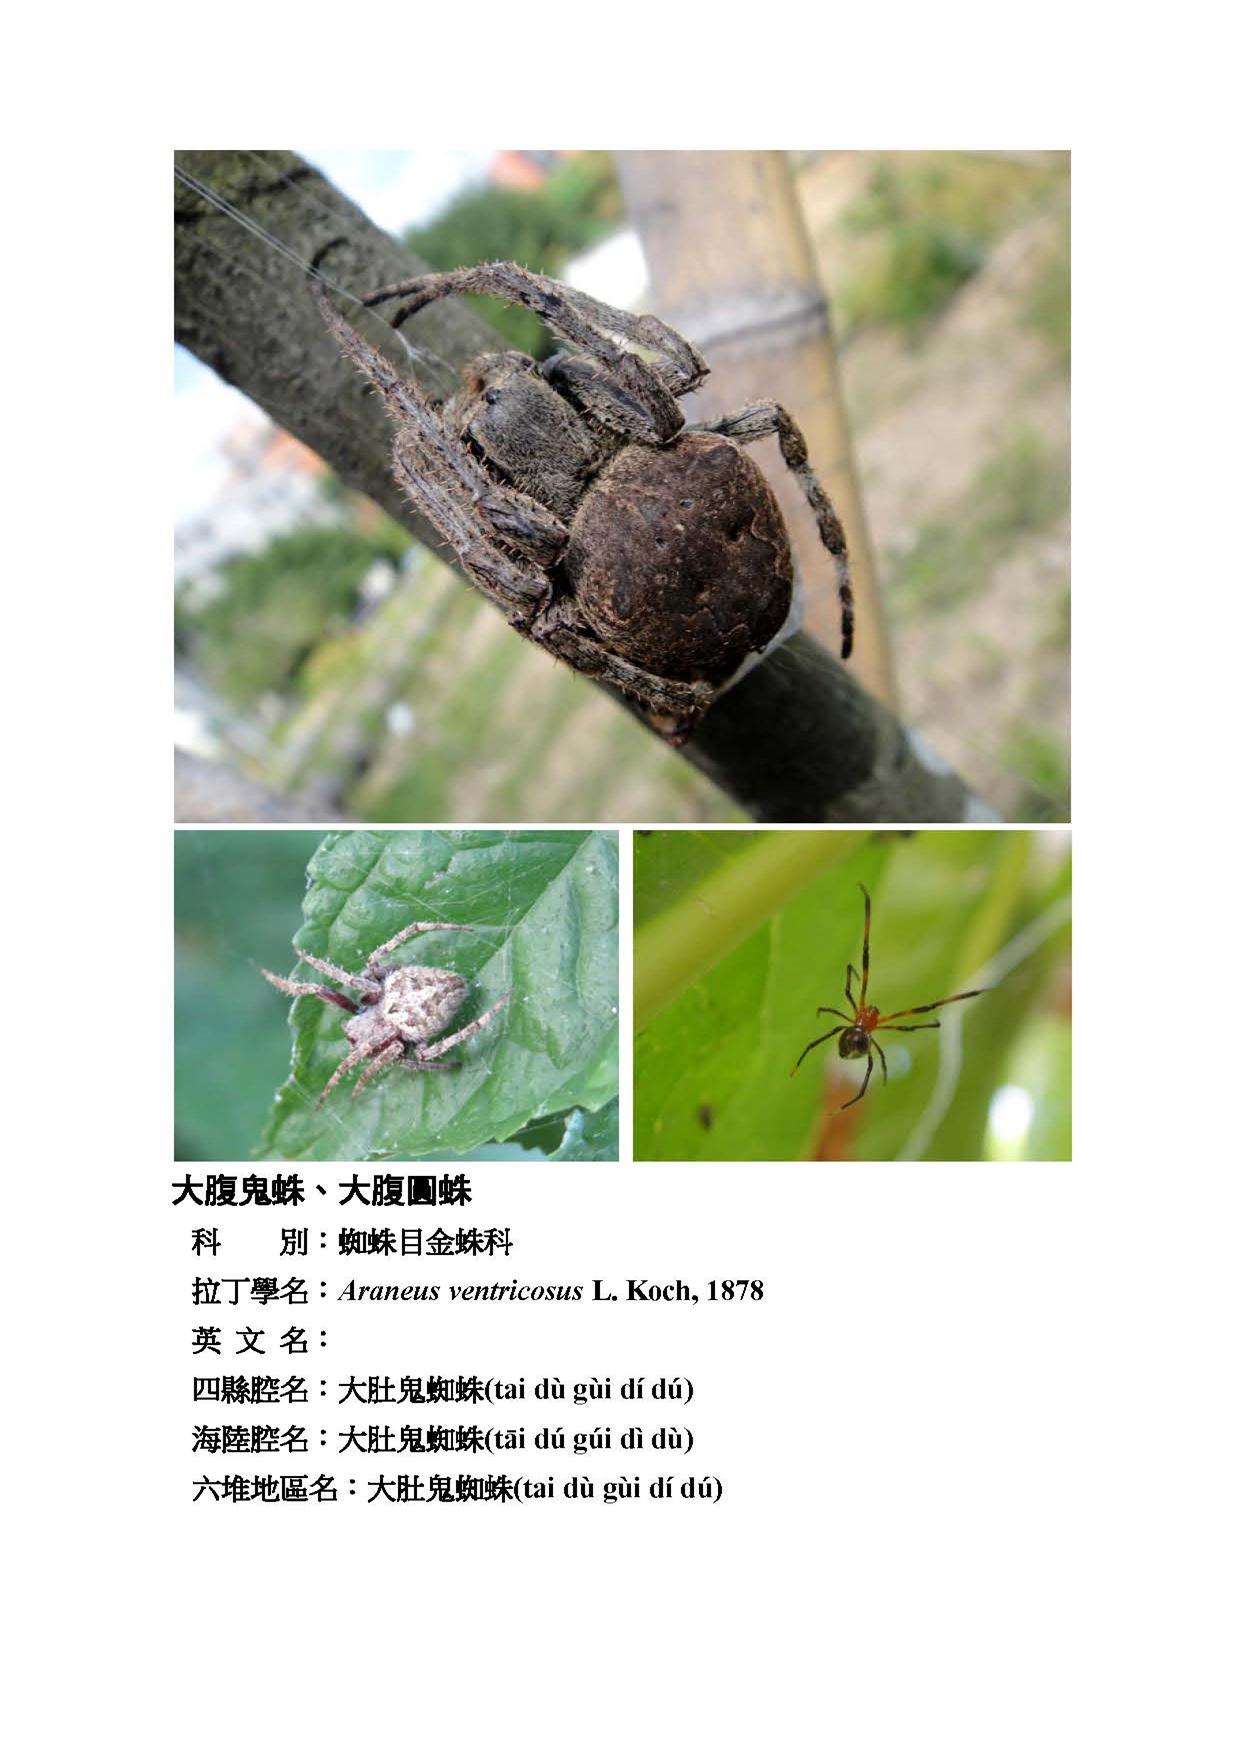 大腹鬼蛛、大腹圓蛛
科　　別：蜘蛛目金蛛科
拉丁學名：Araneus ventricosus L. Koch, 1878
英 文 名：
四縣腔名：大肚鬼蜘蛛(tai dù gùi dí dú)
海陸腔名：大肚鬼蜘蛛(tāi dú gúi dì dù)
六堆地區名：大肚鬼蜘蛛(tai dù gùi dí dú)